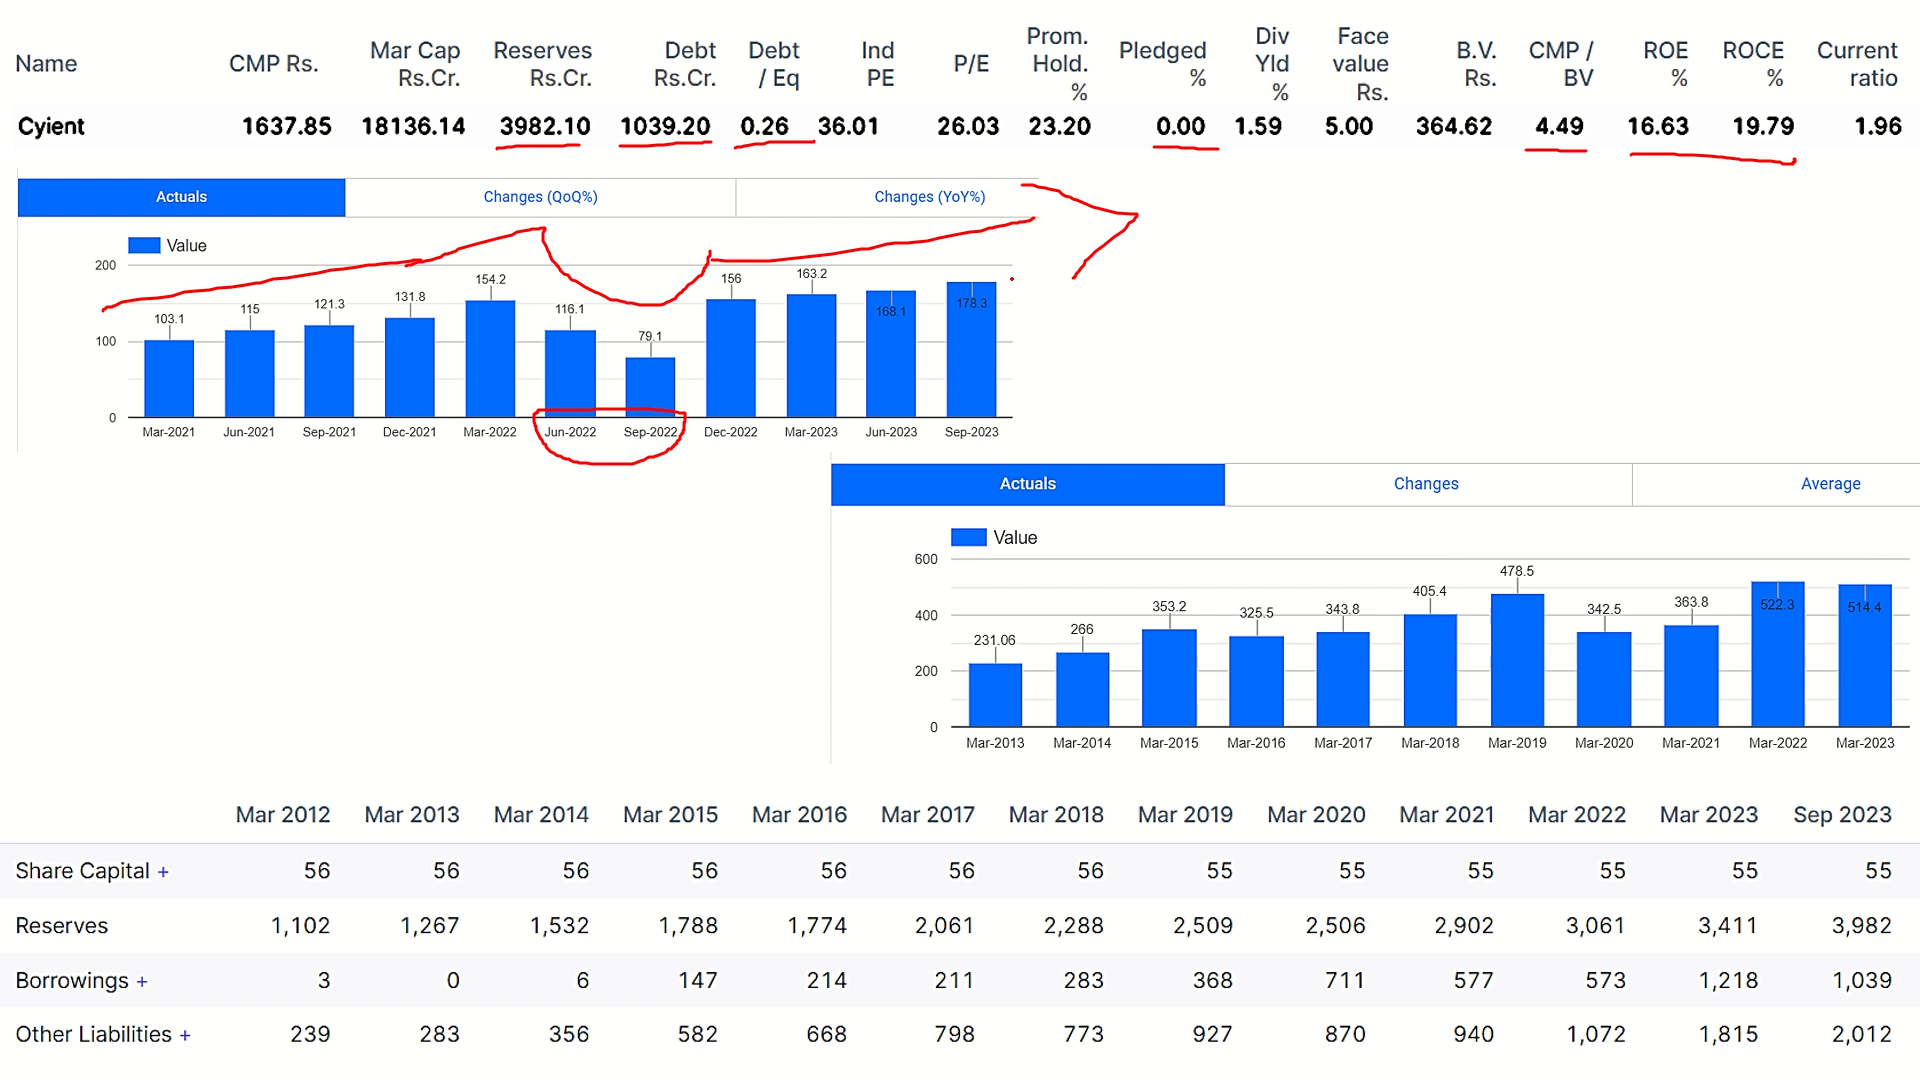 Name CMP Rs. Mar Cap Rs.Cr. Reserves Rs.Cr. Debt Rs.Cr. Debt / Eq Ind PE P/E Prom. Hold. % Pledged % Div Yld % Face value Rs. B.V. Rs. CMP / BV ROE % ROCE % Current ratio
Cyient 1637.85 18136.14 3982.10 1039.20 0.26 36.01 26.03 23.20 0.00 1.59 5.00 364.62 4.49 16.63 19.79 1.96
Actuals Changes (QoQ%) Changes (YoY%)
Value
200
100
0
103.1 115 121.3 131.8 154.2 116.1 79.1 156 163.2 168.1 178.3
Mar-2021 Jun-2021 Sep-2021 Dec-2021 Mar-2022 Jun-2022 Sep-2022 Dec-2022 Mar-2023 Jun-2023 Sep-2023
Actuals Changes Average
Value
600
400
200
0
231.06 266 353.2 325.5 343.8 405.4 478.5 342.5 363.8 522.3 514.4
Mar-2013 Mar-2014 Mar-2015 Mar-2016 Mar-2017 Mar-2018 Mar-2019 Mar-2020 Mar-2021 Mar-2022 Mar-2023
Mar 2012 Mar 2013 Mar 2014 Mar 2015 Mar 2016 Mar 2017 Mar 2018 Mar 2019 Mar 2020 Mar 2021 Mar 2022 Mar 2023 Sep 2023
Share Capital + 56 56 56 56 56 56 56 55 55 55 55 55 55
Reserves 1,102 1,267 1,532 1,788 1,774 2,061 2,288 2,509 2,506 2,902 3,061 3,411 3,982
Borrowings + 3 0 6 147 214 211 283 368 711 577 573 1,218 1,039
Other Liabilities + 239 283 356 582 668 798 773 927 870 940 1,072 1,815 2,012